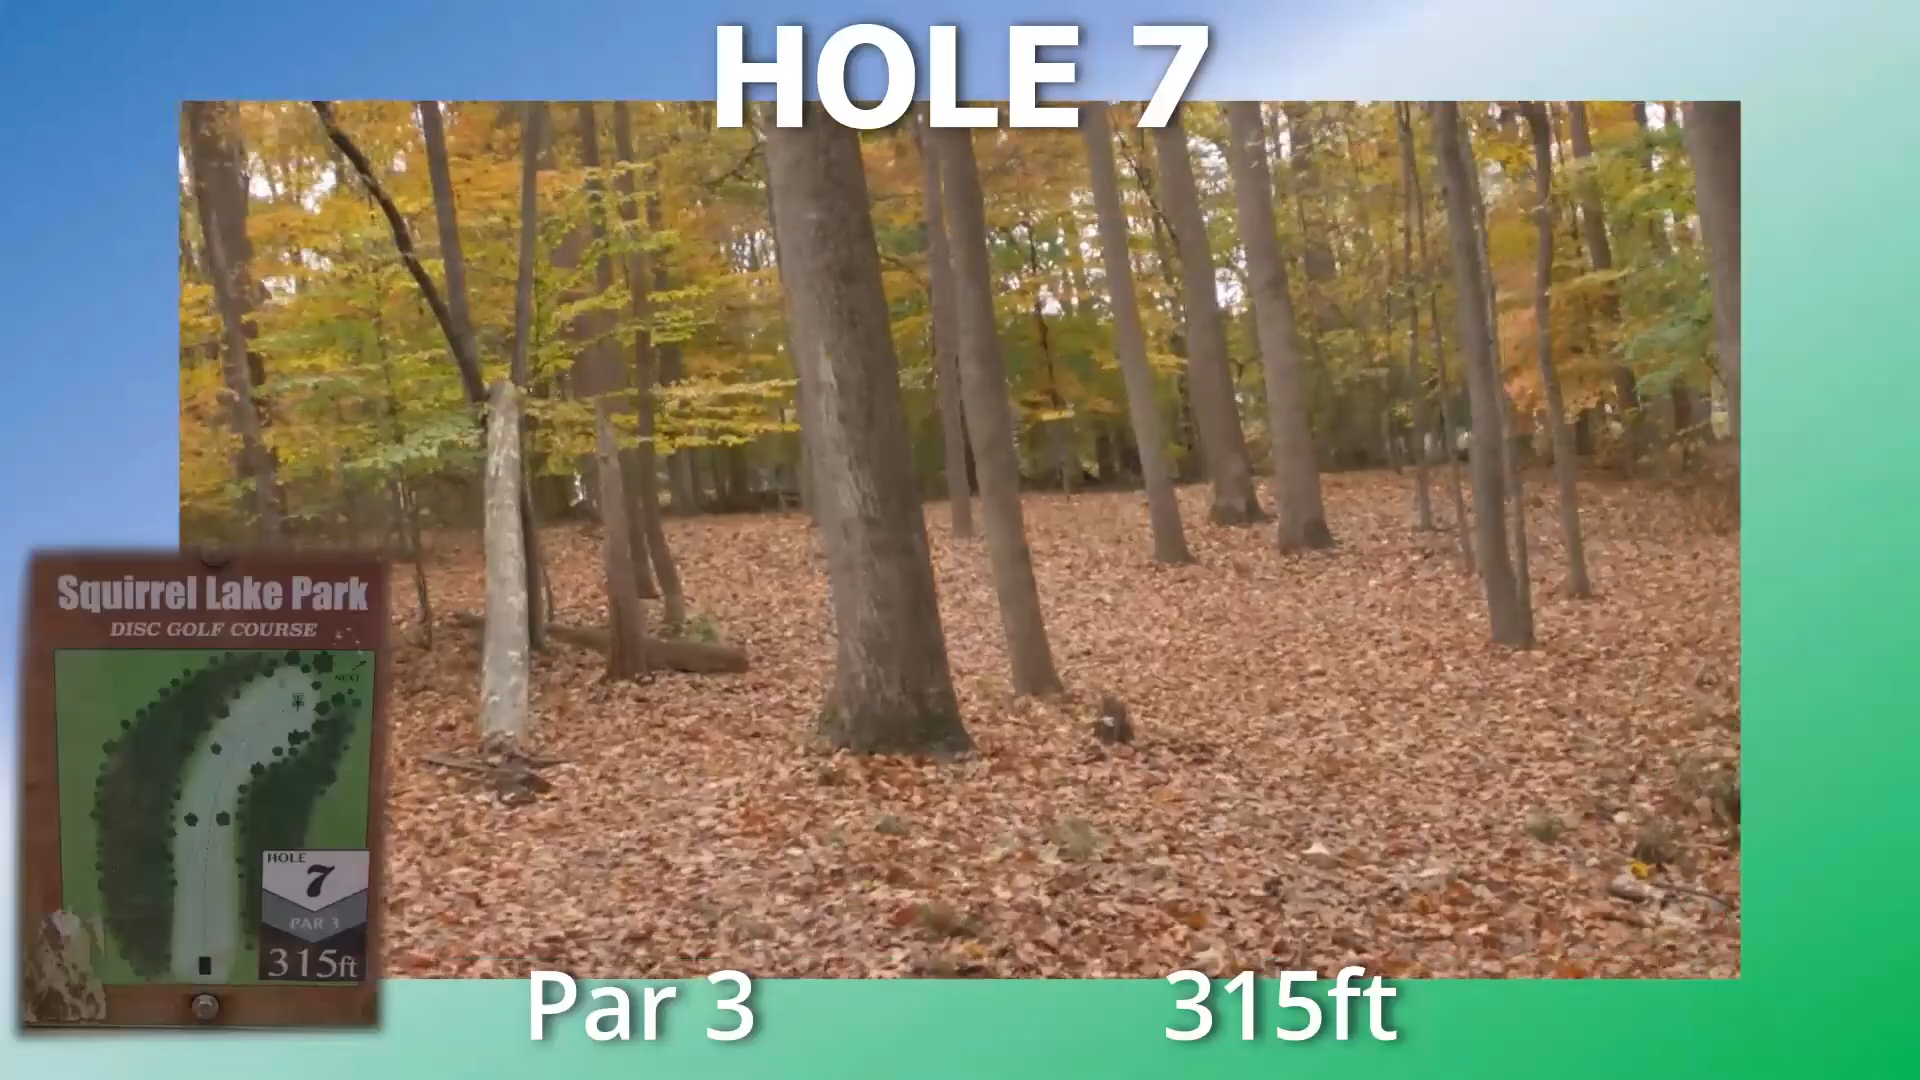 HOLE 7
Squirrel Lake Park
DISC GOLF COURSE
NEXT
HOLE
7
PAR 3
315ft
Par 3
315ft